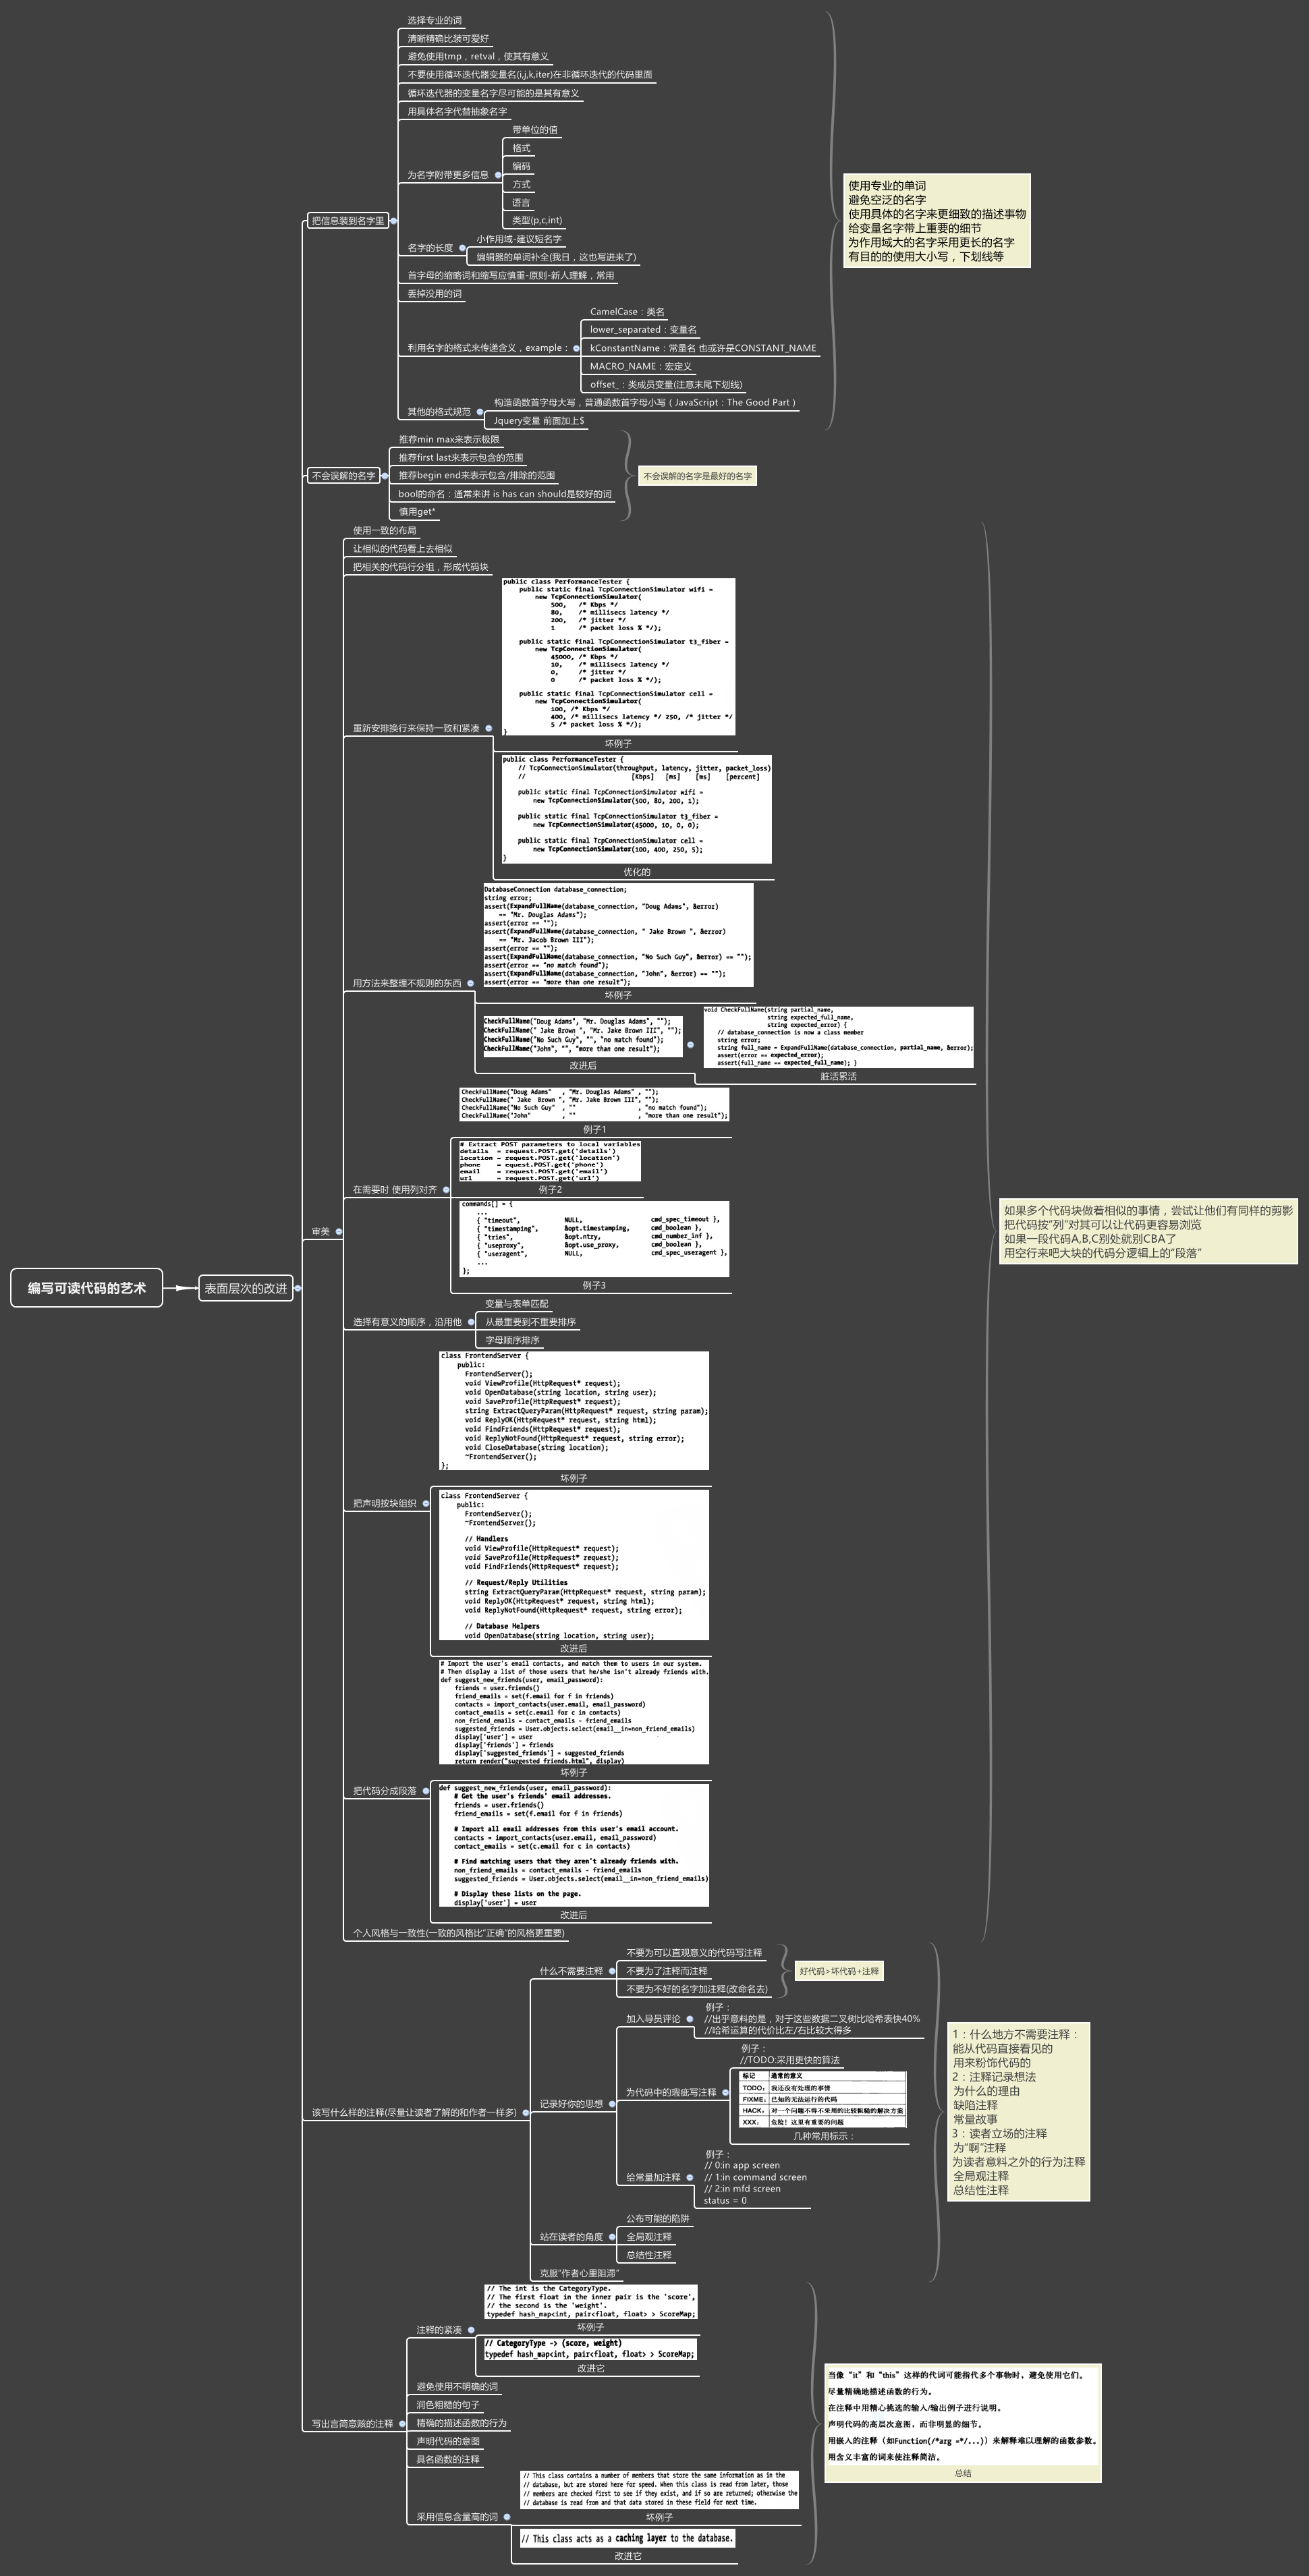 编写可读代码的艺术
表面层次的改进
把信息装到名字里
选择专业的词
清晰精确比装可爱好
避免使用tmp，retval，使其有意义
不要使用循环迭代器变量名(i,j,k,iter)在非循环迭代的代码里面
循环迭代器的变量名字尽可能的是其有意义
用具体名字代替抽象名字
为名字附带更多信息
带单位的值
格式
编码
方式
语言
类型(p,c,int)
名字的长度
小作用域-建议短名字
编辑器的单词补全(我日，这也写进来了)
首字母的缩略词和缩写应慎重-原则-新人理解，常用
丢掉没用的词
利用名字的格式来传递含义，example：
CamelCase：类名
lower_separated：变量名
kConstantName：常量名 也或许是CONSTANT_NAME
MACRO_NAME：宏定义
offset_：类成员变量(注意末尾下划线)
其他的格式规范
构造函数首字母大写，普通函数首字母小写（JavaScript：The Good Part）
Jquery变量 前面加上$
使用专业的单词
避免空泛的名字
使用具体的名字来更细致的描述事物
给变量名字带上重要的细节
为作用域大的名字采用更长的名字
有目的的使用大小写，下划线等
不会误解的名字
推荐min max来表示极限
推荐first last来表示包含的范围
推荐begin end来表示包含/排除的范围
bool的命名：通常来讲 is has can should是较好的词
慎用get*
不会误解的名字是最好的名字
审美
使用一致的布局
让相似的代码看上去相似
把相关的代码行分组，形成代码块
重新安排换行来保持一致和紧凑
public class PerformanceTester {
public static final TcpConnectionSimulator wifi =
new TcpConnectionSimulator(
500, /* Kbps */
80, /* millisecs latency */
200, /* jitter */
1 /* packet loss % */);
public static final TcpConnectionSimulator t3_fiber =
new TcpConnectionSimulator(
45000, /* Kbps */
10, /* millisecs latency */
0, /* jitter */
0 /* packet loss % */);
public static final TcpConnectionSimulator cell =
new TcpConnectionSimulator(
100, /* Kbps */
400, /* millisecs latency */ 250, /* jitter */
5 /* packet loss % */);
}
坏例子
public class PerformanceTester {
// TcpConnectionSimulator(throughput, latency, jitter, packet_loss)
// [Kbps] [ms] [ms] [percent]
public static final TcpConnectionSimulator wifi =
new TcpConnectionSimulator(500, 80, 200, 1);
public static final TcpConnectionSimulator t3_fiber =
new TcpConnectionSimulator(45000, 10, 0, 0);
public static final TcpConnectionSimulator cell =
new TcpConnectionSimulator(100, 400, 250, 5);
}
优化的
用方法来整理不规则的东西
DatabaseConnection database_connection;
string error;
assert(ExpandFullName(database_connection, "Doug Adams", &error)
== "Mr. Douglas Adams");
assert(error == "");
assert(ExpandFullName(database_connection, " Jake Brown ", &error)
== "Mr. Jacob Brown III");
assert(error == "");
assert(ExpandFullName(database_connection, "No Such Guy", &error) == "");
assert(error == "no match found");
assert(ExpandFullName(database_connection, "John", &error) == "");
assert(error == "more than one result");
坏例子
CheckFullName("Doug Adams", "Mr. Douglas Adams", "");
CheckFullName(" Jake Brown ", "Mr. Jake Brown III", "");
CheckFullName("No Such Guy", "", "no match found");
CheckFullName("John", "", "more than one result");
改进后
void CheckFullName(string partial_name,
string expected_full_name,
string expected_error) {
// database_connection is now a class member
string error;
string full_name = ExpandFullName(database_connection, partial_name, &error);
assert(error == expected_error);
assert(full_name == expected_full_name); }
脏活累活
在需要时 使用列对齐
CheckFullName("Doug Adams" , "Mr. Douglas Adams" , "");
CheckFullName(" Jake Brown ", "Mr. Jake Brown III", "");
CheckFullName("No Such Guy" , "" , "no match found");
CheckFullName("John" , "" , "more than one result");
例子1
# Extract POST parameters to local variables
details = request.POST.get('details')
location = request.POST.get('location')
phone = equest.POST.get('phone')
email = request.POST.get('email')
url = request.POST.get('url')
例子2
commands[] = {
...
{ "timeout", NULL, cmd_spec_timeout },
{ "timestamping", &opt.timestamping, cmd_boolean },
{ "tries", &opt.ntry, cmd_number_inf },
{ "useproxy", &opt.use_proxy, cmd_boolean },
{ "useragent", NULL, cmd_spec_useragent },
...
};
例子3
选择有意义的顺序，沿用他
变量与表单匹配
从最重要到不重要排序
字母顺序排序
把声明按块组织
class FrontendServer {
public:
FrontendServer();
void ViewProfile(HttpRequest* request);
void OpenDatabase(string location, string user);
void SaveProfile(HttpRequest* request);
string ExtractQueryParam(HttpRequest* request, string param);
void ReplyOK(HttpRequest* request, string html);
void FindFriends(HttpRequest* request);
void ReplyNotFound(HttpRequest* request, string error);
void CloseDatabase(string location);
~FrontendServer();
};
坏例子
class FrontendServer {
public:
FrontendServer();
~FrontendServer();
// Handlers
void ViewProfile(HttpRequest* request);
void SaveProfile(HttpRequest* request);
void FindFriends(HttpRequest* request);
// Request/Reply Utilities
string ExtractQueryParam(HttpRequest* request, string param);
void ReplyOK(HttpRequest* request, string html);
void ReplyNotFound(HttpRequest* request, string error);
// Database Helpers
void OpenDatabase(string location, string user);
改进后
把代码分成段落
# Import the user's email contacts, and match them to users in our system.
# Then display a list of those users that he/she isn't already friends with.
def suggest_new_friends(user, email_password):
friends = user.friends()
friend_emails = set(f.email for f in friends)
contacts = import_contacts(user.email, email_password)
contact_emails = set(c.email for c in contacts)
non_friend_emails = contact_emails - friend_emails
suggested_friends = User.objects.select(email__in=non_friend_emails)
display['user'] = user
display['friends'] = friends
display['suggested_friends'] = suggested_friends
return render("suggested_friends.html", display)
坏例子
def suggest_new_friends(user, email_password):
# Get the user's friends' email addresses.
friends = user.friends()
friend_emails = set(f.email for f in friends)
# Import all email addresses from this user's email account.
contacts = import_contacts(user.email, email_password)
contact_emails = set(c.email for c in contacts)
# Find matching users that they aren't already friends with.
non_friend_emails = contact_emails - friend_emails
suggested_friends = User.objects.select(email__in=non_friend_emails)
# Display these lists on the page.
display['user'] = user
改进后
个人风格与一致性(一致的风格比“正确”的风格更重要)
如果多个代码块做着相似的事情，尝试让他们有同样的剪影
把代码按“列”对其可以让代码更容易浏览
如果一段代码A,B,C别处就别CBA了
用空行来吧大块的代码分逻辑上的“段落”
该写什么样的注释(尽量让读者了解的和作者一样多)
什么不需要注释
不要为可以直观意义的代码写注释
不要为了注释而注释
不要为不好的名字加注释(改命名去)
好代码>坏代码+注释
记录好你的思想
加入导员评论
例子：
//出乎意料的是，对于这些数据二叉树比哈希表快40%
//哈希运算的代价比左/右比较大得多
为代码中的瑕疵写注释
例子：
//TODO:采用更快的算法
标记 通常的意义
TODO： 我还没有处理的事情
FIXME： 已知的无法运行的代码
HACK： 对一个问题不得不采用的比较粗糙的解决方案
XXX： 危险！这里有重要的问题
几种常用标示：
给常量加注释
例子：
// 0:in app screen
// 1:in command screen
// 2:in mfd screen
status = 0
站在读者的角度
公布可能的陷阱
全局观注释
总结性注释
克服“作者心里阻滞”
1：什么地方不需要注释：
能从代码直接看见的
用来粉饰代码的
2：注释记录想法
为什么的理由
缺陷注释
常量故事
3：读者立场的注释
为“啊”注释
为读者意料之外的行为注释
全局观注释
总结性注释
写出言简意赅的注释
注释的紧凑
// The int is the CategoryType.
// The first float in the inner pair is the 'score',
// the second is the 'weight'.
typedef hash_map<int, pair<float, float> > ScoreMap;
坏例子
// CategoryType -> (score, weight)
typedef hash_map<int, pair<float, float> > ScoreMap;
改进它
避免使用不明确的词
润色粗糙的句子
精确的描述函数的行为
声明代码的意图
具名函数的注释
采用信息含量高的词
// This class contains a number of members that store the same information as in the
// database, but are stored here for speed. When this class is read from later, those
// members are checked first to see if they exist, and if so are returned; otherwise the
// database is read from and that data stored in these field for next time.
坏例子
// This class acts as a caching layer to the database.
改进它
当像“it”和“this”这样的代词可能指代多个事物时，避免使用它们。
尽量精确地描述函数的行为。
在注释中用精心挑选的输入/输出例子进行说明。
声明代码的高层次意图，而非明显的细节。
用嵌入的注释（如Function(/*arg =*/...)）来解释难以理解的函数参数。
用含义丰富的词来使注释简洁。
总结